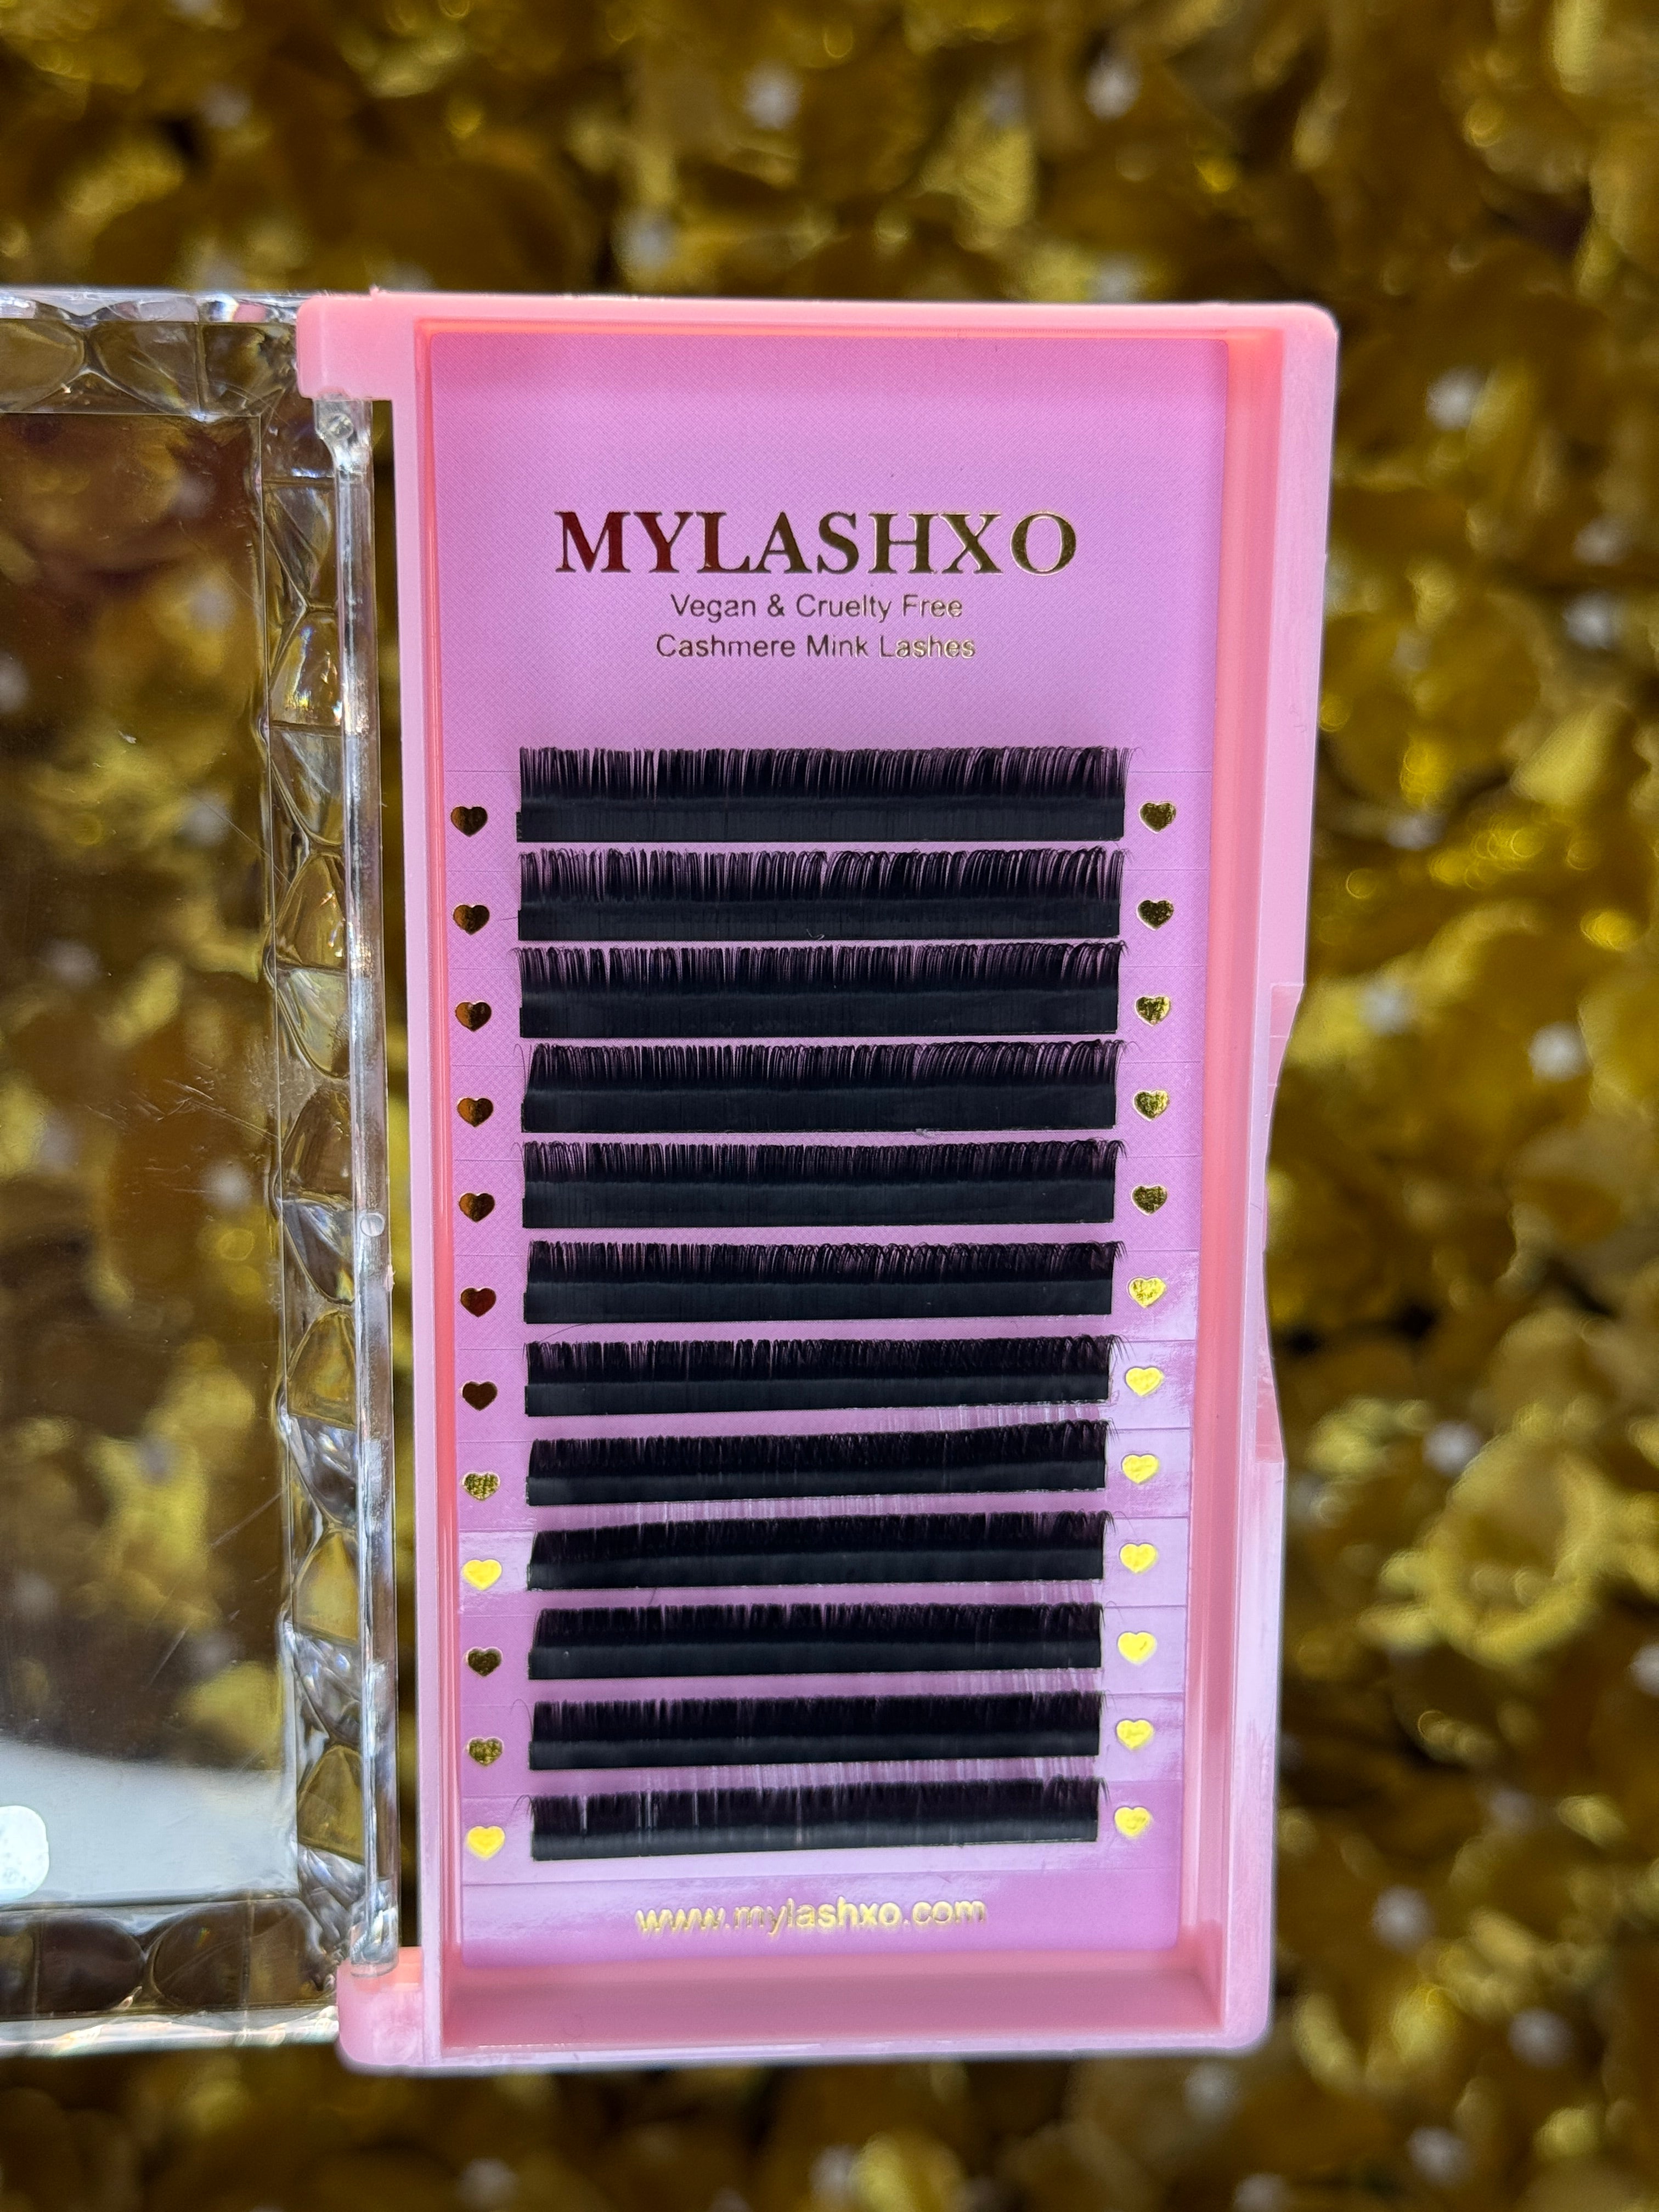 MYLASHXO
Vegan & Cruelty Free
Cashmere Mink Lashes
www.mylashxo.com